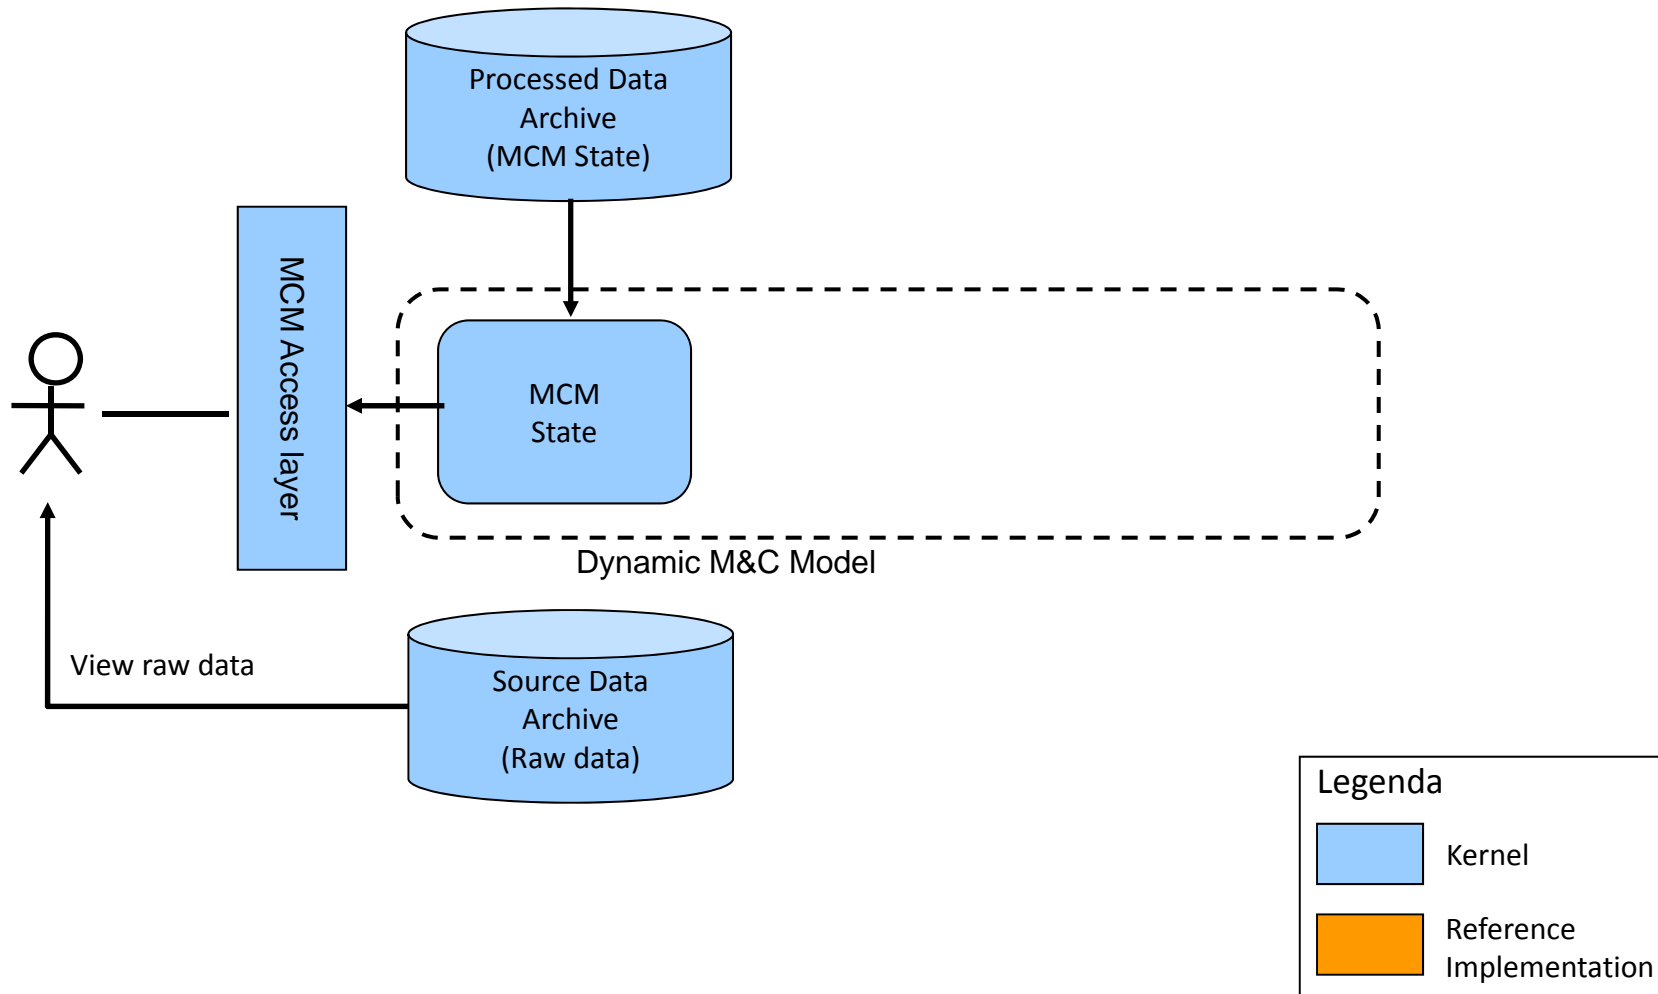 Processed Data
Archive
(MCM State)
MCM Access layer
MCM
State
Dynamic M&C Model
View raw data
Source Data
Archive
(Raw data)
Legenda
Kernel
Reference
Implementation